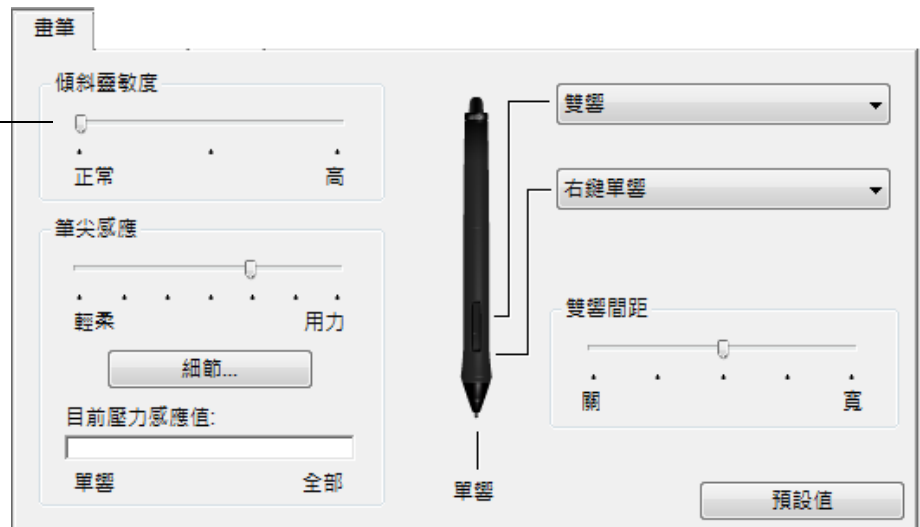 畫筆
傾斜靈敏度
正常 高
筆尖感應
輕柔 用力
細節...
目前壓力感應值:
單響 全部
雙響
右鍵單響
雙響間距
關 寬
單響
預設值